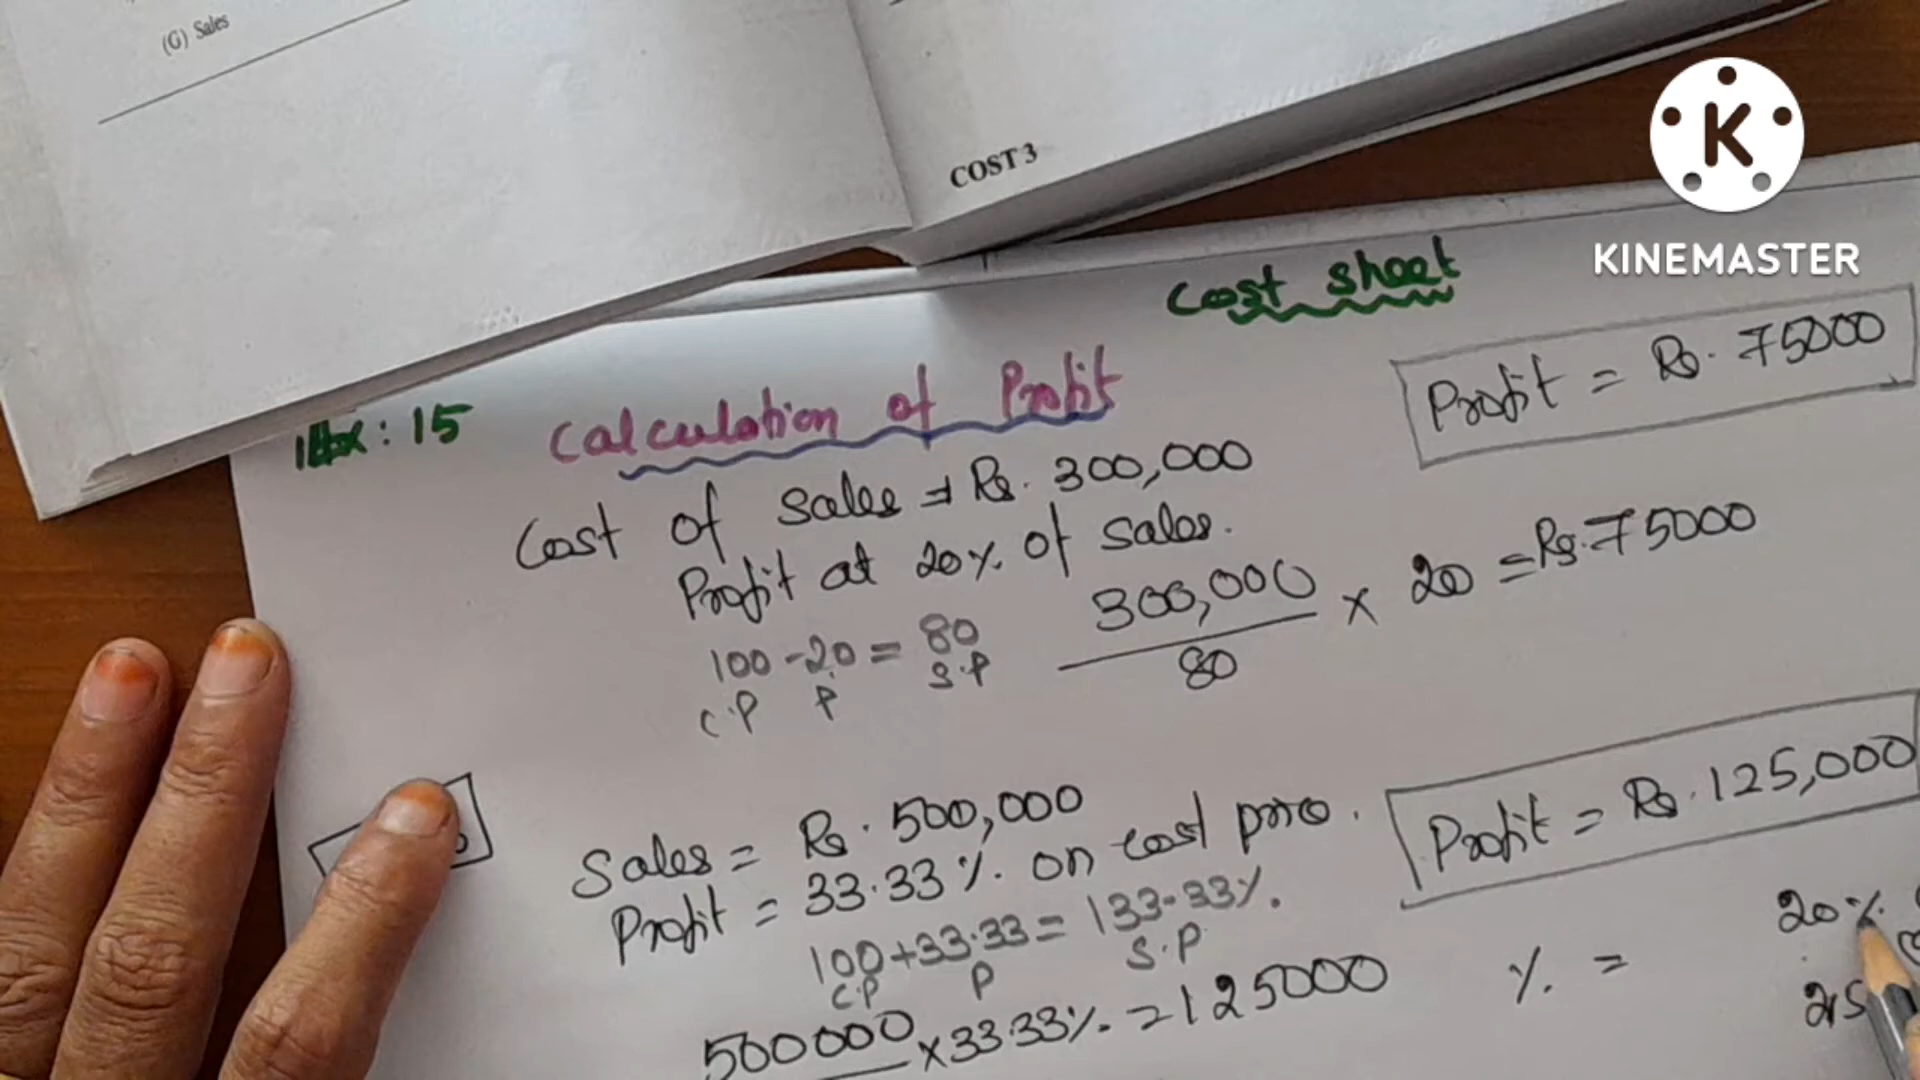 (G) Sales
COST 3
KINEMASTER
Cost sheet
: 15
Calculation of Profit
Profit = Rs. 75000
Cost of Sales = Rs. 300,000
Profit at 20% of Sales.
300,000 / 80 × 20 = Rs. 75000
100 - 20 = 80
C.P P S.P
Sales = Rs. 500,000
Profit = 33.33% on cost price.
Profit = Rs. 125,000
100 + 33.33 = 133.33%.
C.P P S.P
500000 × 33.33% = 125000
% =
20%
25